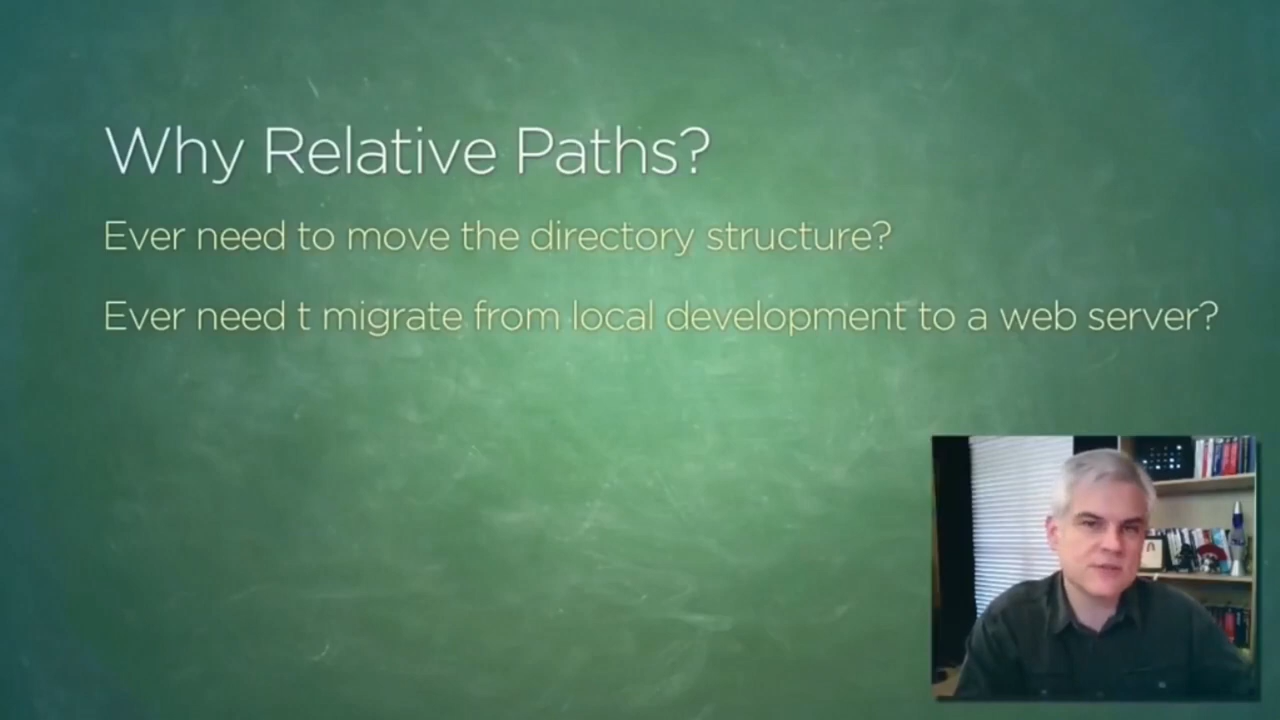 Why Relative Paths?
Ever need to move the directory structure?
Ever need t migrate from local development to a web server?